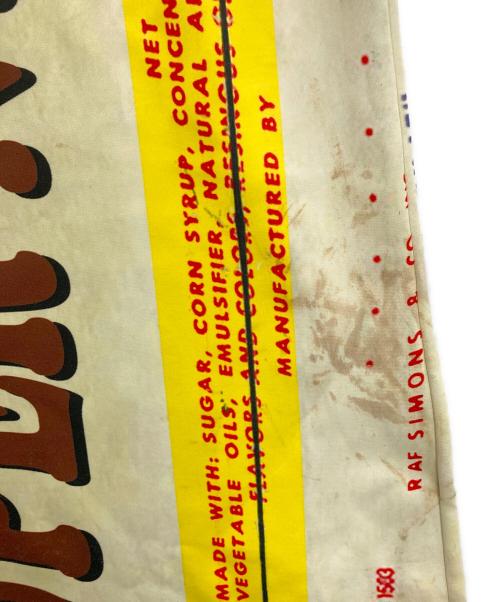 NET
MADE WITH: SUGAR, CORN SYRUP, CONCEN
VEGETABLE OILS, EMULSIFIER, NATURAL A
FLAVORS AND COLORS, RESINOUS
MANUFACTURED BY
1503
RAF SIMONS & CO